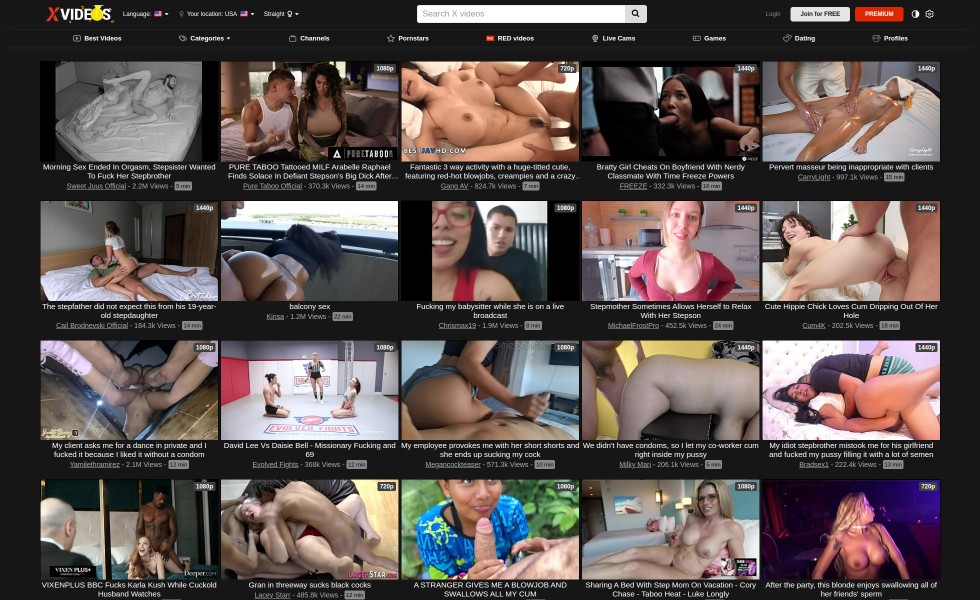 XVIDEOS Language: Your location: USA Straight Search X videos Login Join for FREE PREMIUM
Best Videos Categories Channels Pornstars RED videos Live Cams Games Dating Profiles
1080p
720p
1440p
1440p
PURETABOO
BESTJAVHD.COM
Morning Sex Ended In Orgasm, Stepsister Wanted
To Fuck Her Stepbrother
Sweet Juus Official - 2.2M Views - 5 min
PURE TABOO Tattooed MILF Arabelle Raphael
Finds Solace In Defiant Stepson's Big Dick After...
Pure Taboo Official - 370.3k Views - 14 min
Fantastic 3 way activity with a huge-titted cutie,
featuring red-hot blowjobs, creampies and a crazy...
Gang AV - 824.7k Views - 7 min
Bratty Girl Cheats On Boyfriend With Nerdy
Classmate With Time Freeze Powers
FREEZE - 332.3k Views - 16 min
Pervert masseur being inappropriate with clients
CarryLight - 997.1k Views - 15 min
1440p
1080p
1440p
1440p
The stepfather did not expect this from his 19-year-
old stepdaughter
Cail Brodnevski Official - 184.3k Views - 14 min
balcony sex
Kinsa - 1.2M Views - 22 min
Fucking my babysitter while she is on a live
broadcast
Chrismax19 - 1.9M Views - 8 min
Stepmother Sometimes Allows Herself to Relax
With Her Stepson
MichaelFrostPro - 452.5k Views - 24 min
Cute Hippie Chick Loves Cum Dripping Out Of Her
Hole
Cum4K - 202.5k Views - 18 min
1080p
1080p
1080p
1440p
1440p
EVOLVED FIGHTS
My client asks me for a dance in private and I
fucked it because I liked it without a condom
Yamilethramirez - 2.1M Views - 12 min
David Lee Vs Daisie Bell - Missionary Fucking and
69
Evolved Fights - 368k Views - 12 min
My employee provokes me with her short shorts and
she ends up sucking my cock
Megancockteaser - 571.3k Views - 10 min
We didn't have condoms, so I let my co-worker cum
right inside my pussy
Milky Mari - 206.1k Views - 5 min
My idiot stepbrother mistook me for his girlfriend
and fucked my pussy filling it with a lot of semen
Bradsex1 - 222.4k Views - 13 min
1080p
720p
1080p
1080p
720p
VIXEN PLUS+
Deeper.com
LaceyStar.com
VIXENPLUS BBC Fucks Karla Kush While Cuckold
Husband Watches
Gran in threeway sucks black cocks
Lacey Starr - 485.8k Views - 12 min
A STRANGER GIVES ME A BLOWJOB AND
SWALLOWS ALL MY CUM
Sharing A Bed With Step Mom On Vacation - Cory
Chase - Taboo Heat - Luke Longly
After the party, this blonde enjoys swallowing all of
her friends' sperm